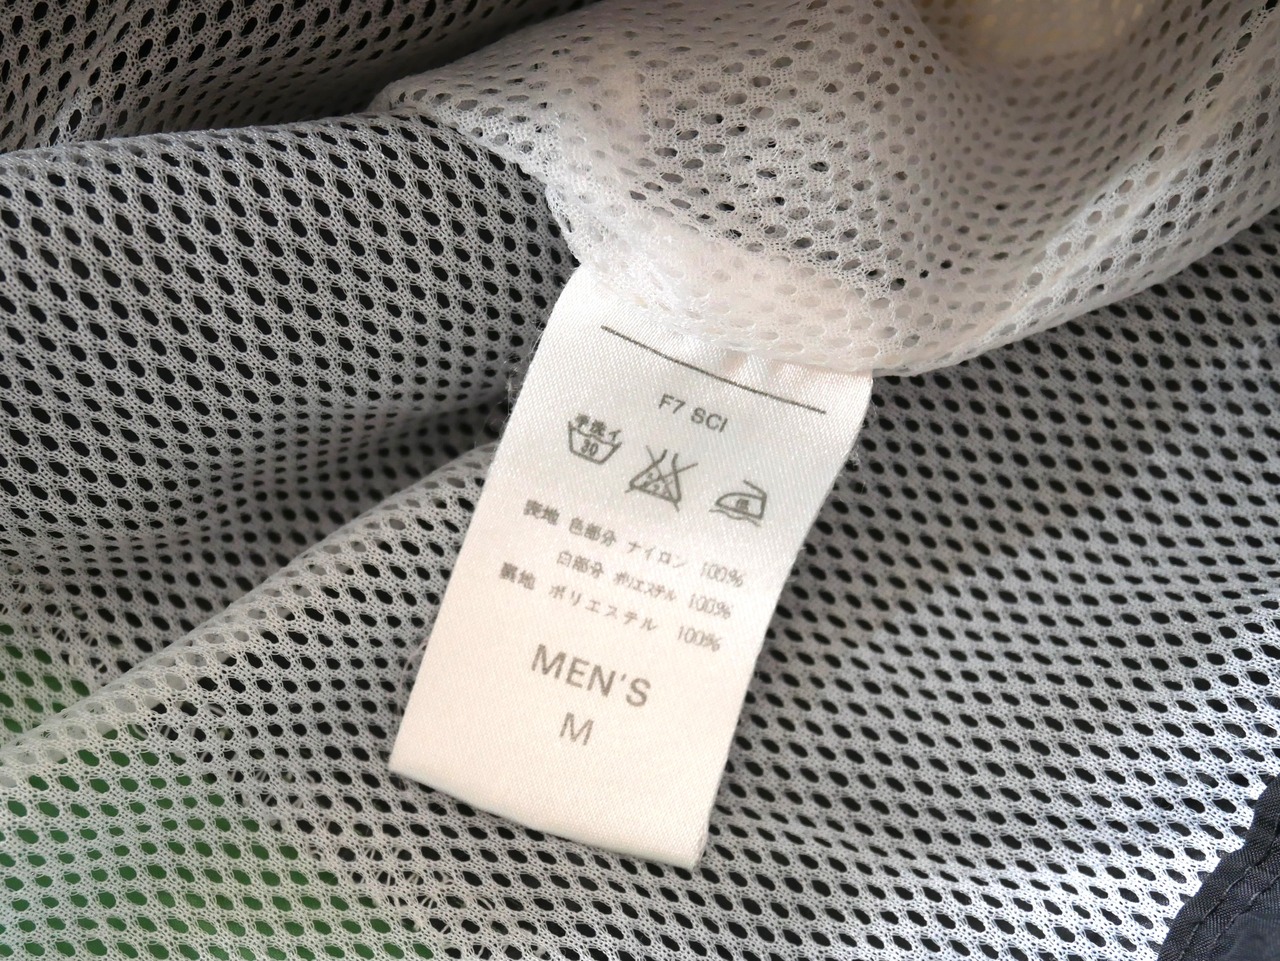 F7 SCI
手洗イ
30
表地 色部分 ナイロン 100%
白部分 ポリエステル 100%
裏地 ポリエステル 100%
MEN'S
M